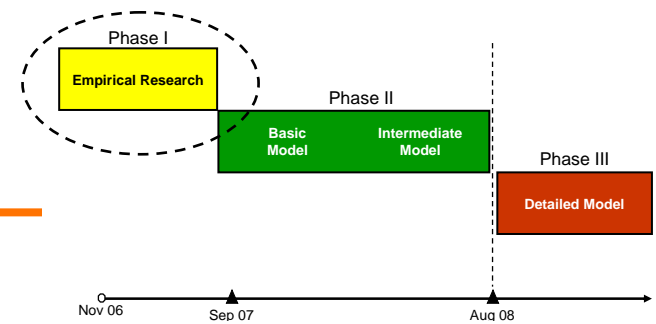 Phase I
Empirical Research
Phase II
Basic
Model
Intermediate
Model
Phase III
Detailed Model
Nov 06
Sep 07
Aug 08